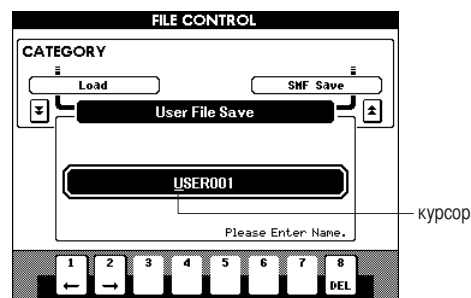 FILE CONTROL
CATEGORY
Load SMF Save
User File Save
USER001
курсор
Please Enter Name.
1 2 3 4 5 6 7 8
← → DEL